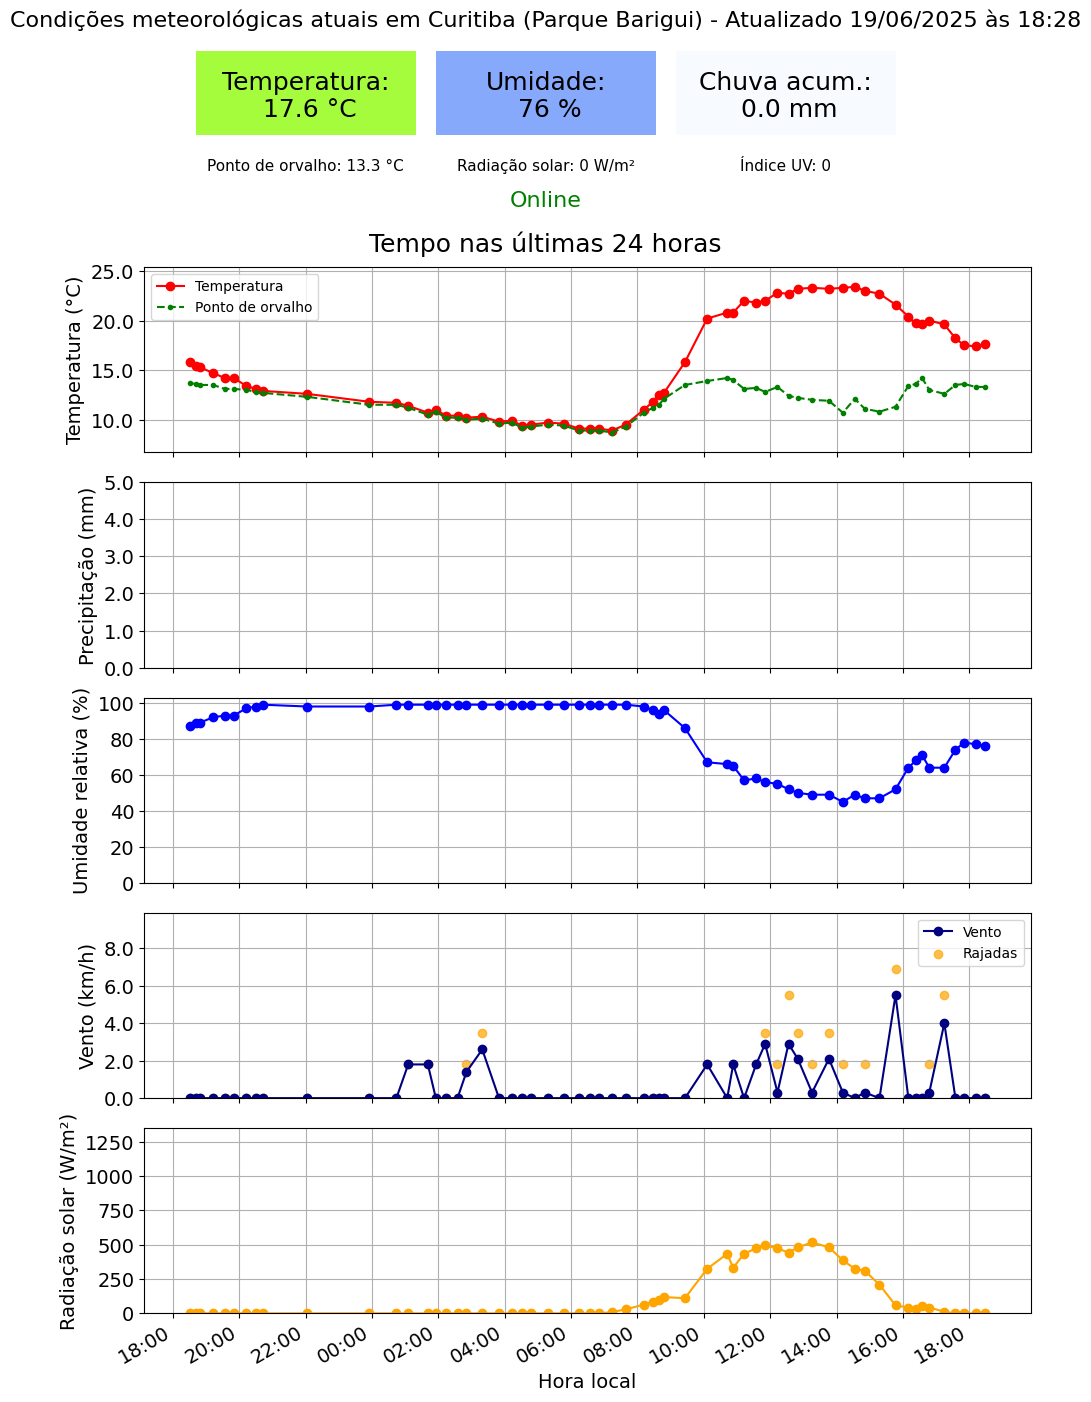 Condições meteorológicas atuais em Curitiba (Parque Barigui) - Atualizado 19/06/2025 às 18:28
Temperatura:
17.6 °C
Umidade:
76 %
Chuva acum.:
0.0 mm
Ponto de orvalho: 13.3 °C
Radiação solar: 0 W/m²
Índice UV: 0
Online
Tempo nas últimas 24 horas
Temperatura (°C)
25.0
20.0
15.0
10.0
Temperatura
Ponto de orvalho
Precipitação (mm)
5.0
4.0
3.0
2.0
1.0
0.0
Umidade relativa (%)
100
80
60
40
20
0
Vento (km/h)
8.0
6.0
4.0
2.0
0.0
Vento
Rajadas
Radiação solar (W/m²)
1250
1000
750
500
250
0
18:00
20:00
22:00
00:00
02:00
04:00
06:00
08:00
10:00
12:00
14:00
16:00
18:00
Hora local